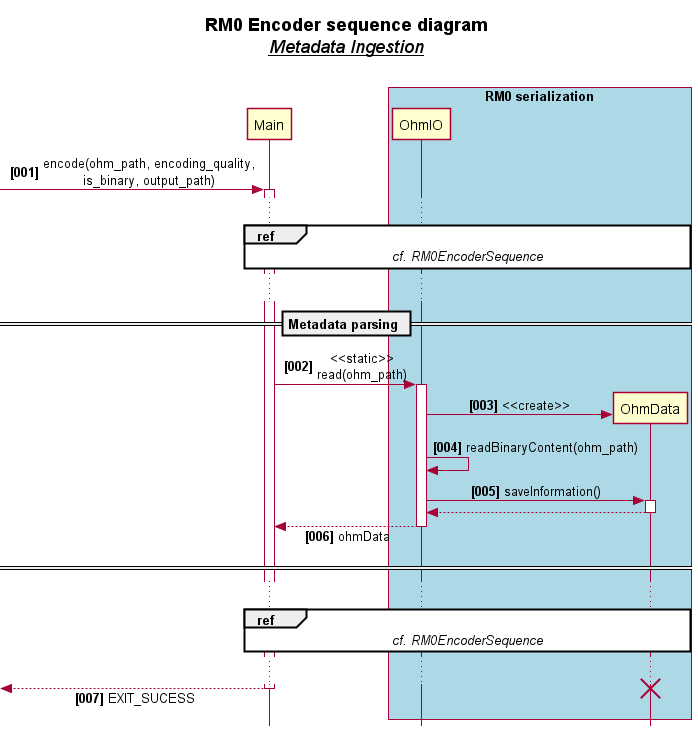 RM0 Encoder sequence diagram
Metadata Ingestion
RM0 serialization
Main
OhmIO
[001] encode(ohm_path, encoding_quality,
is_binary, output_path)
ref
cf. RM0EncoderSequence
Metadata parsing
[002] <<static>>
read(ohm_path)
[003] <<create>>
OhmData
[004] readBinaryContent(ohm_path)
[005] saveInformation()
[006] ohmData
ref
cf. RM0EncoderSequence
[007] EXIT_SUCESS